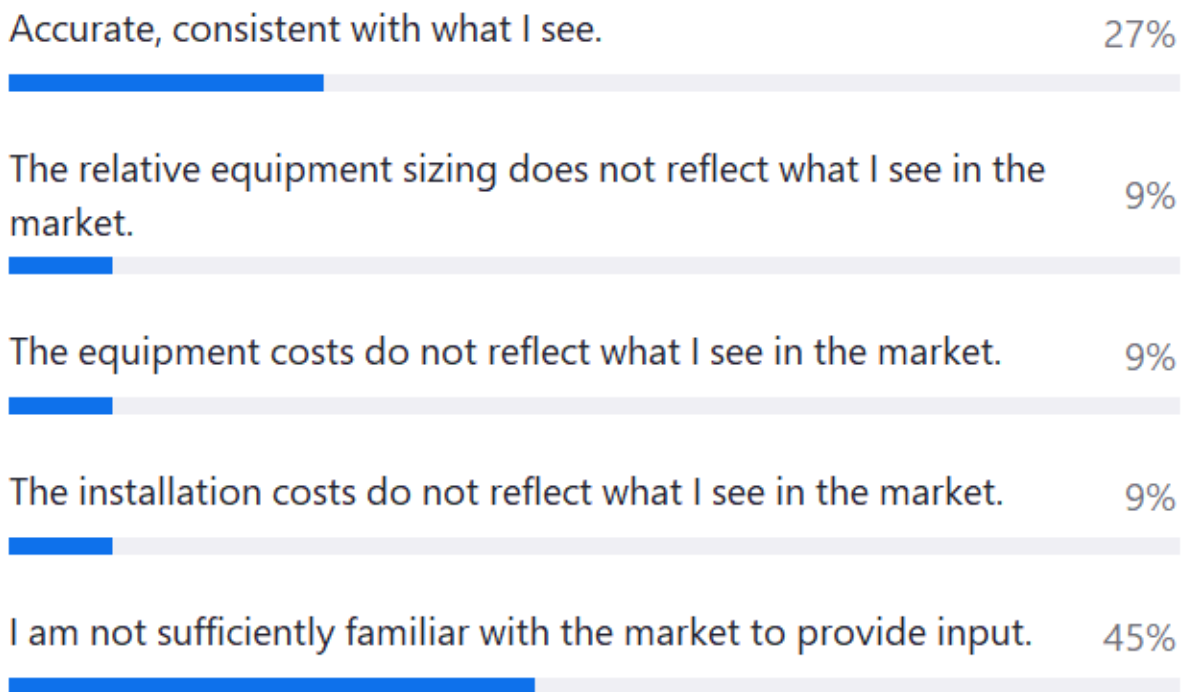 Accurate, consistent with what I see. 27%
The relative equipment sizing does not reflect what I see in the
market. 9%
The equipment costs do not reflect what I see in the market. 9%
The installation costs do not reflect what I see in the market. 9%
I am not sufficiently familiar with the market to provide input. 45%